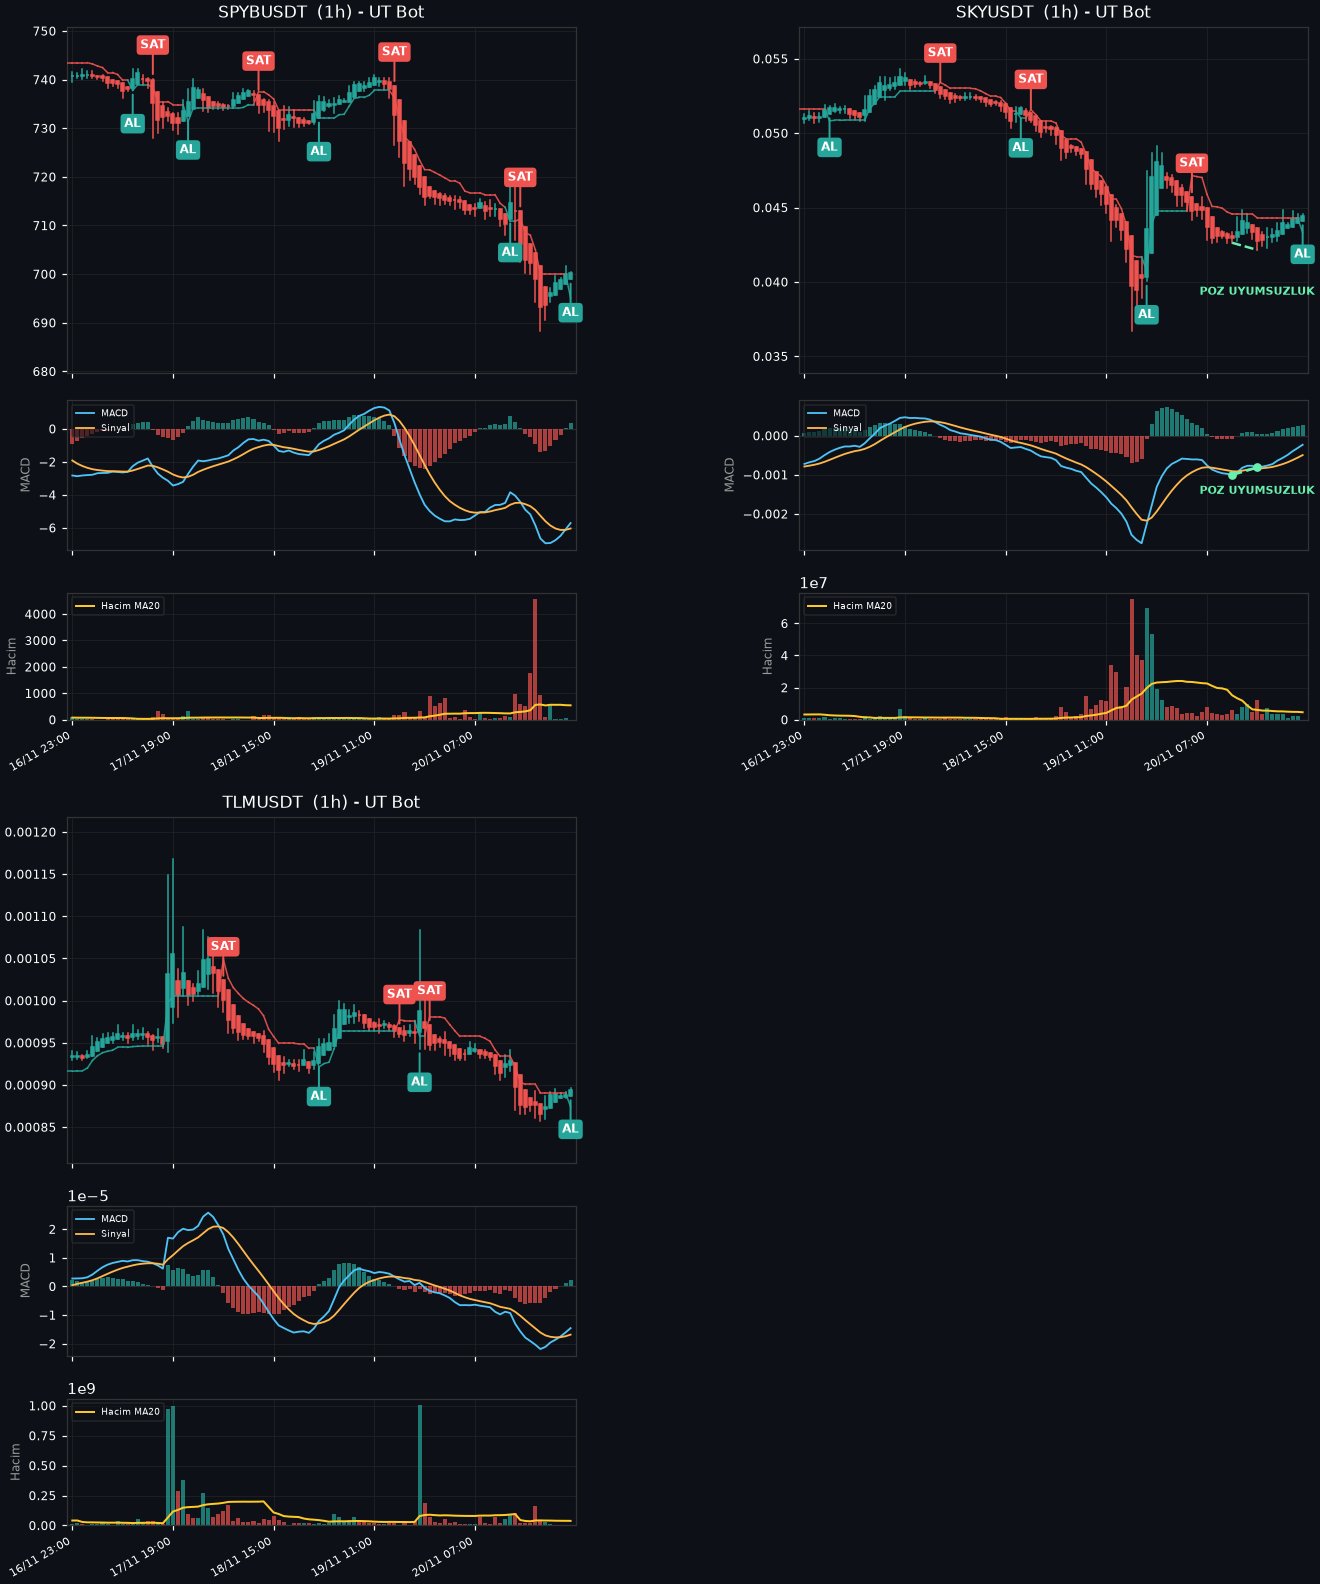 SPYBUSDT (1h) - UT Bot
750
740
730
720
710
700
690
680
SAT
SAT
SAT
SAT
AL
AL
AL
AL
AL
MACD
Sinyal
MACD
0
−2
−4
−6
Hacim MA20
Hacim
4000
3000
2000
1000
0
16/11 23:00
17/11 19:00
18/11 15:00
19/11 11:00
20/11 07:00
SKYUSDT (1h) - UT Bot
0.055
0.050
0.045
0.040
0.035
SAT
SAT
SAT
AL
AL
AL
AL
POZ UYUMSUZLUK
MACD
Sinyal
MACD
0.000
−0.001
−0.002
POZ UYUMSUZLUK
1e7
Hacim MA20
Hacim
6
4
2
0
16/11 23:00
17/11 19:00
18/11 15:00
19/11 11:00
20/11 07:00
TLMUSDT (1h) - UT Bot
0.00120
0.00115
0.00110
0.00105
0.00100
0.00095
0.00090
0.00085
SAT
SAT
SAT
AL
AL
AL
1e−5
MACD
Sinyal
MACD
2
1
0
−1
−2
1e9
Hacim MA20
Hacim
1.00
0.75
0.50
0.25
0.00
16/11 23:00
17/11 19:00
18/11 15:00
19/11 11:00
20/11 07:00